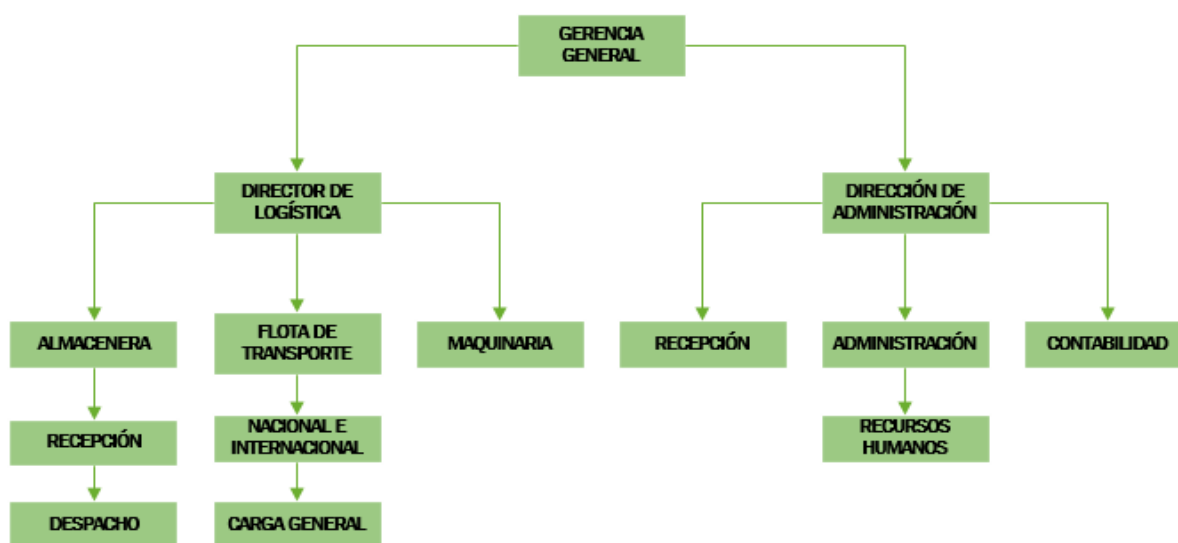 GERENCIA
GENERAL
DIRECTOR DE
LOGÍSTICA
DIRECCIÓN DE
ADMINISTRACIÓN
ALMACENERA
FLOTA DE
TRANSPORTE
MAQUINARIA
RECEPCIÓN
ADMINISTRACIÓN
CONTABILIDAD
RECEPCIÓN
NACIONAL E
INTERNACIONAL
RECURSOS
HUMANOS
DESPACHO
CARGA GENERAL